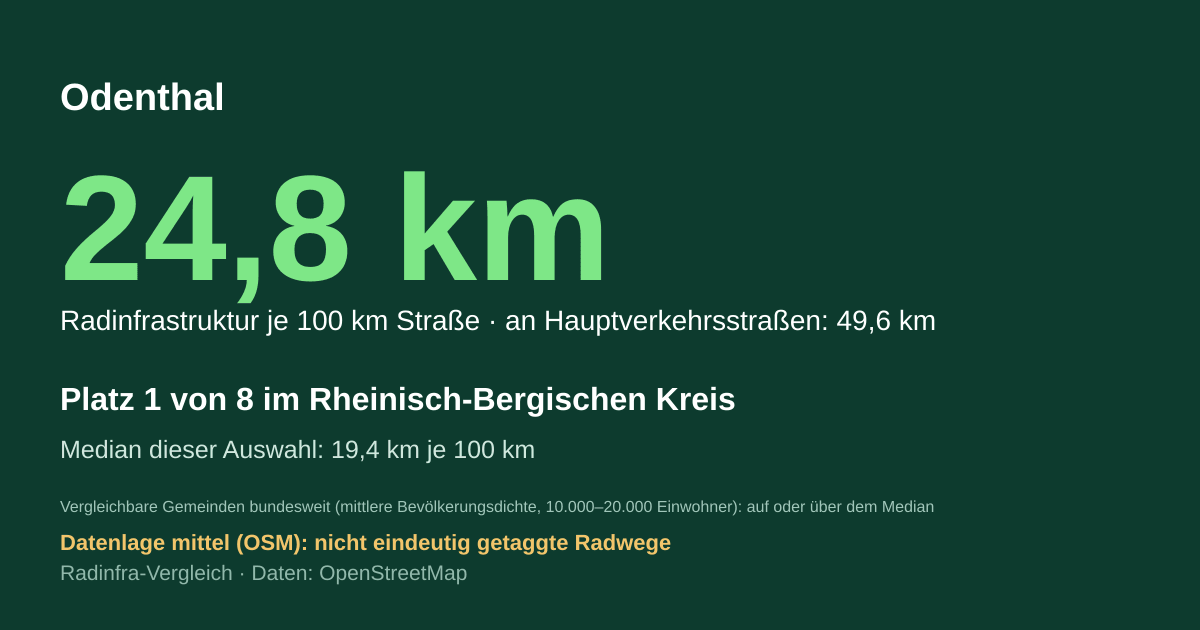 Odenthal
24,8 km
Radinfrastruktur je 100 km Straße · an Hauptverkehrsstraßen: 49,6 km
Platz 1 von 8 im Rheinisch-Bergischen Kreis
Median dieser Auswahl: 19,4 km je 100 km
Vergleichbare Gemeinden bundesweit (mittlere Bevölkerungsdichte, 10.000–20.000 Einwohner): auf oder über dem Median
Datenlage mittel (OSM): nicht eindeutig getaggte Radwege
Radinfra-Vergleich · Daten: OpenStreetMap